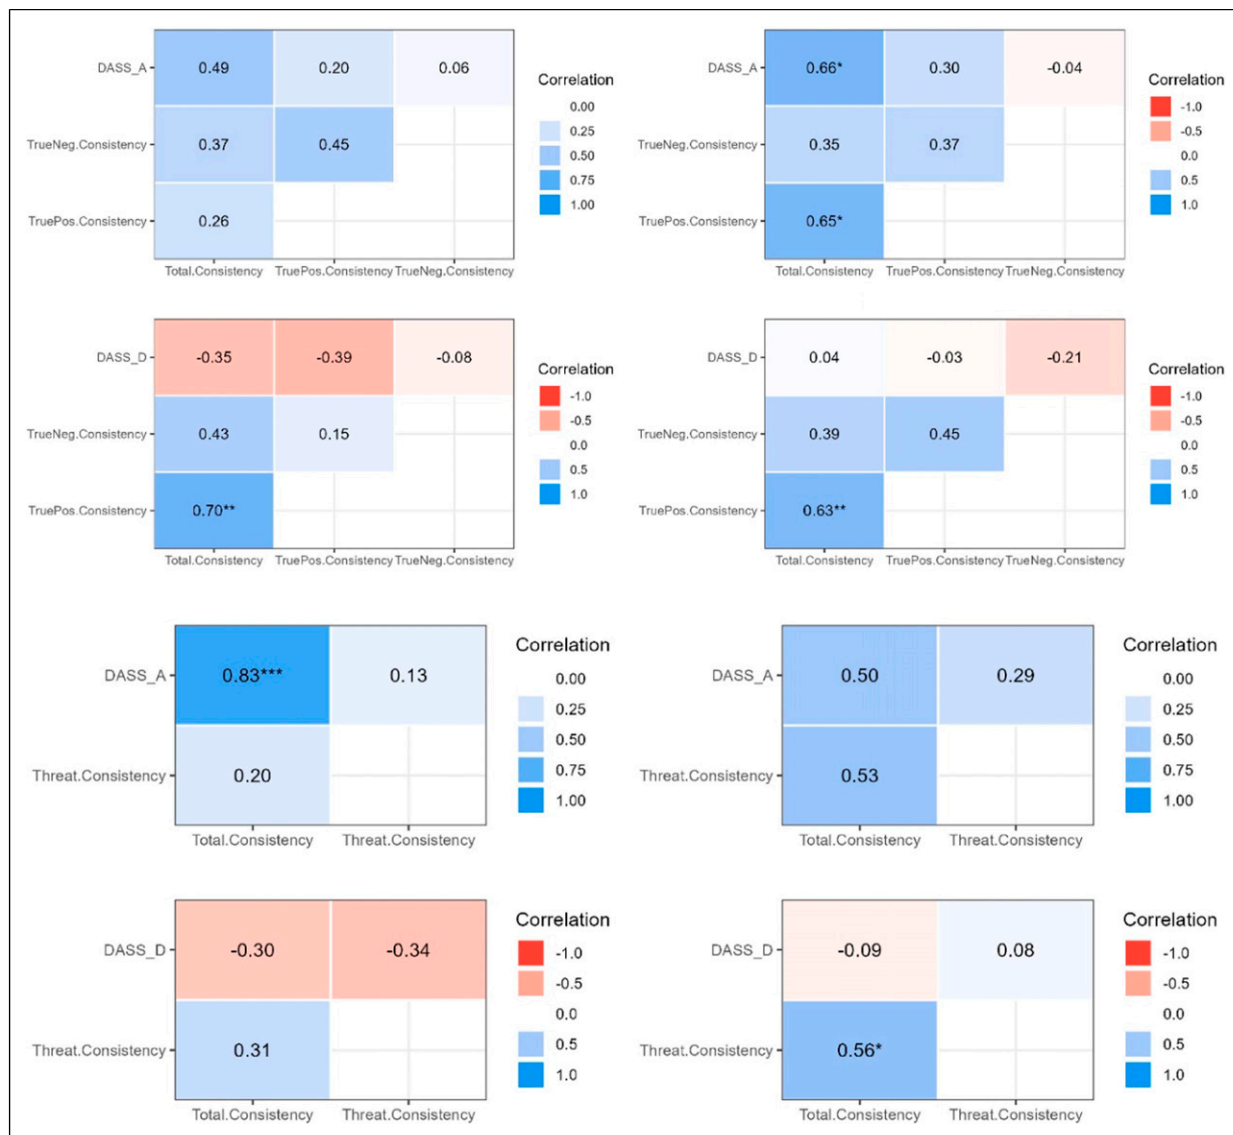 DASS_A
0.49
0.20
0.06
TrueNeg.Consistency
0.37
0.45
TruePos.Consistency
0.26
Total.Consistency TruePos.Consistency TrueNeg.Consistency
Correlation
0.00
0.25
0.50
0.75
1.00
DASS_A
0.66*
0.30
-0.04
TrueNeg.Consistency
0.35
0.37
TruePos.Consistency
0.65*
Total.Consistency TruePos.Consistency TrueNeg.Consistency
Correlation
-1.0
-0.5
0.0
0.5
1.0
DASS_D
-0.35
-0.39
-0.08
TrueNeg.Consistency
0.43
0.15
TruePos.Consistency
0.70**
Total.Consistency TruePos.Consistency TrueNeg.Consistency
Correlation
-1.0
-0.5
0.0
0.5
1.0
DASS_D
0.04
-0.03
-0.21
TrueNeg.Consistency
0.39
0.45
TruePos.Consistency
0.63**
Total.Consistency TruePos.Consistency TrueNeg.Consistency
Correlation
-1.0
-0.5
0.0
0.5
1.0
DASS_A
0.83***
0.13
Threat.Consistency
0.20
Total.Consistency Threat.Consistency
Correlation
0.00
0.25
0.50
0.75
1.00
DASS_A
0.50
0.29
Threat.Consistency
0.53
Total.Consistency Threat.Consistency
Correlation
0.00
0.25
0.50
0.75
1.00
DASS_D
-0.30
-0.34
Threat.Consistency
0.31
Total.Consistency Threat.Consistency
Correlation
-1.0
-0.5
0.0
0.5
1.0
DASS_D
-0.09
0.08
Threat.Consistency
0.56*
Total.Consistency Threat.Consistency
Correlation
-1.0
-0.5
0.0
0.5
1.0